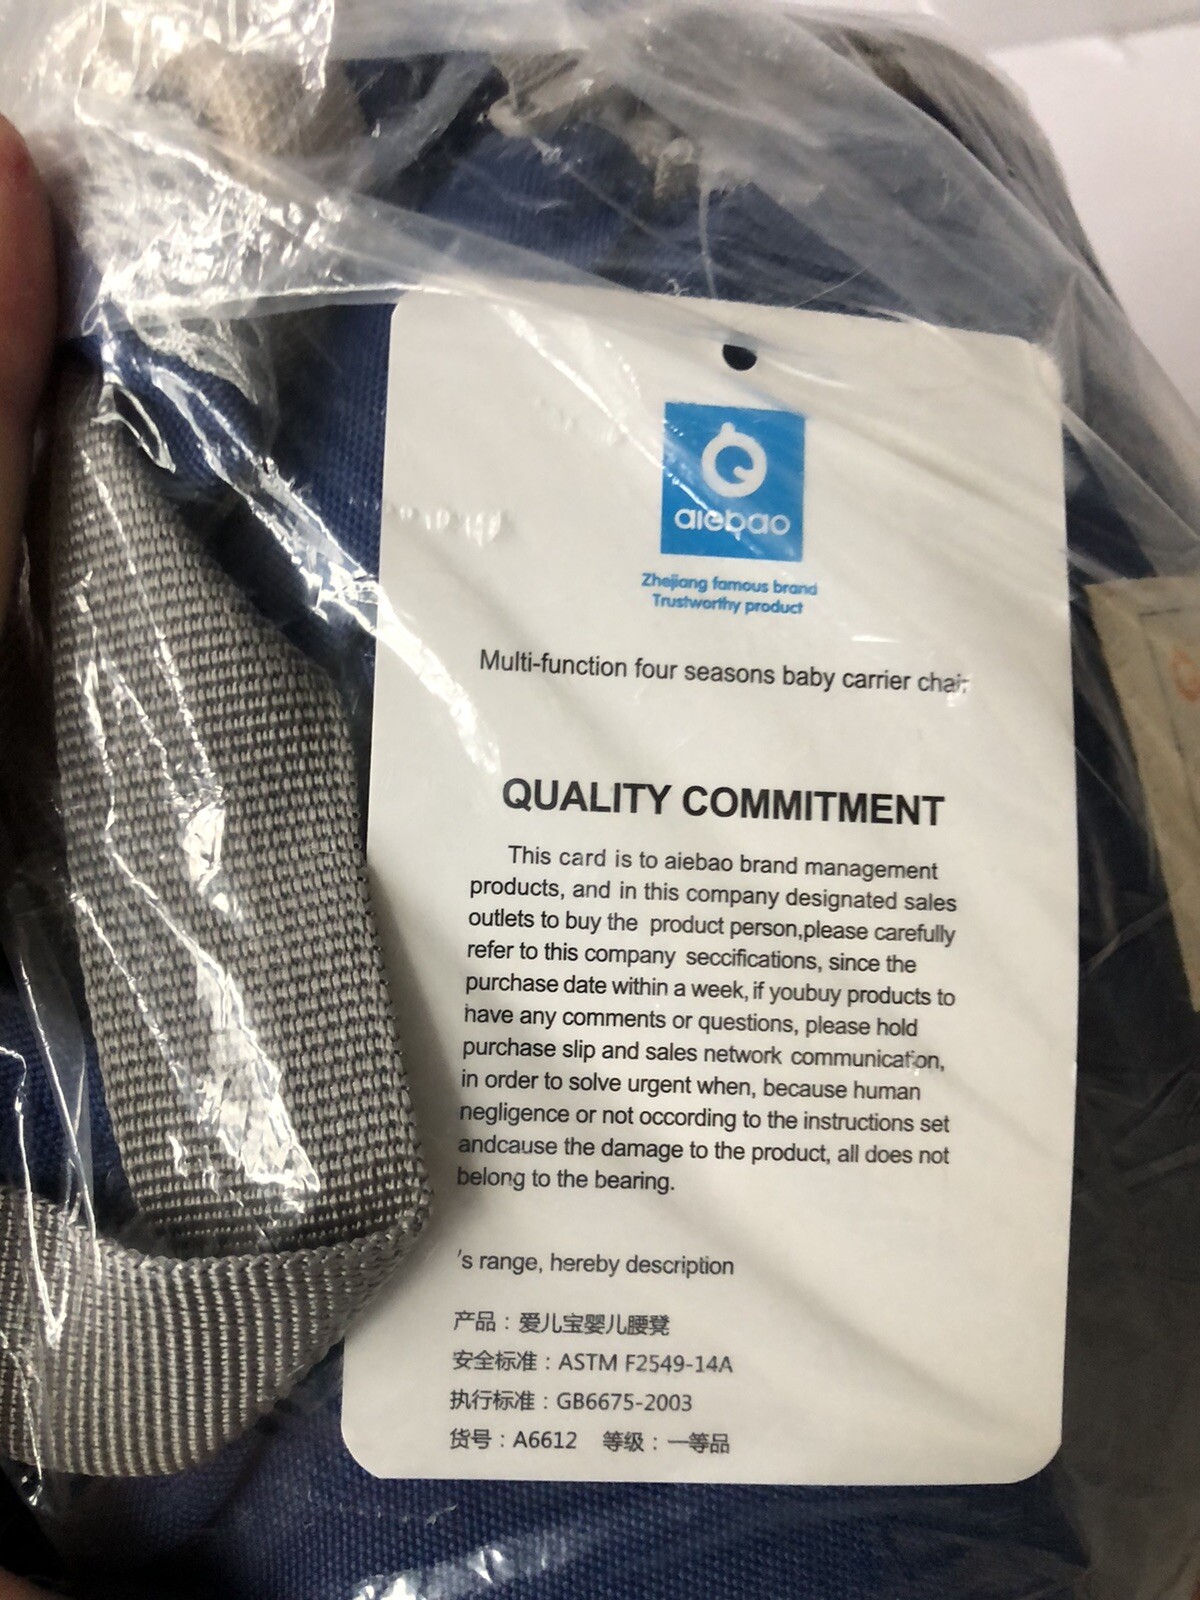 aiebao
Zhejiang famous brand
Trustworthy product
Multi-function four seasons baby carrier chair
QUALITY COMMITMENT
This card is to aiebao brand management
products, and in this company designated sales
outlets to buy the product person,please carefully
refer to this company seccifications, since the
purchase date within a week, if youbuy products to
have any comments or questions, please hold
purchase slip and sales network communication,
in order to solve urgent when, because human
negligence or not occording to the instructions set
andcause the damage to the product, all does not
belong to the bearing.
's range, hereby description
产品：爱儿宝婴儿腰凳
安全标准：ASTM F2549-14A
执行标准：GB6675-2003
货号：A6612 等级：一等品